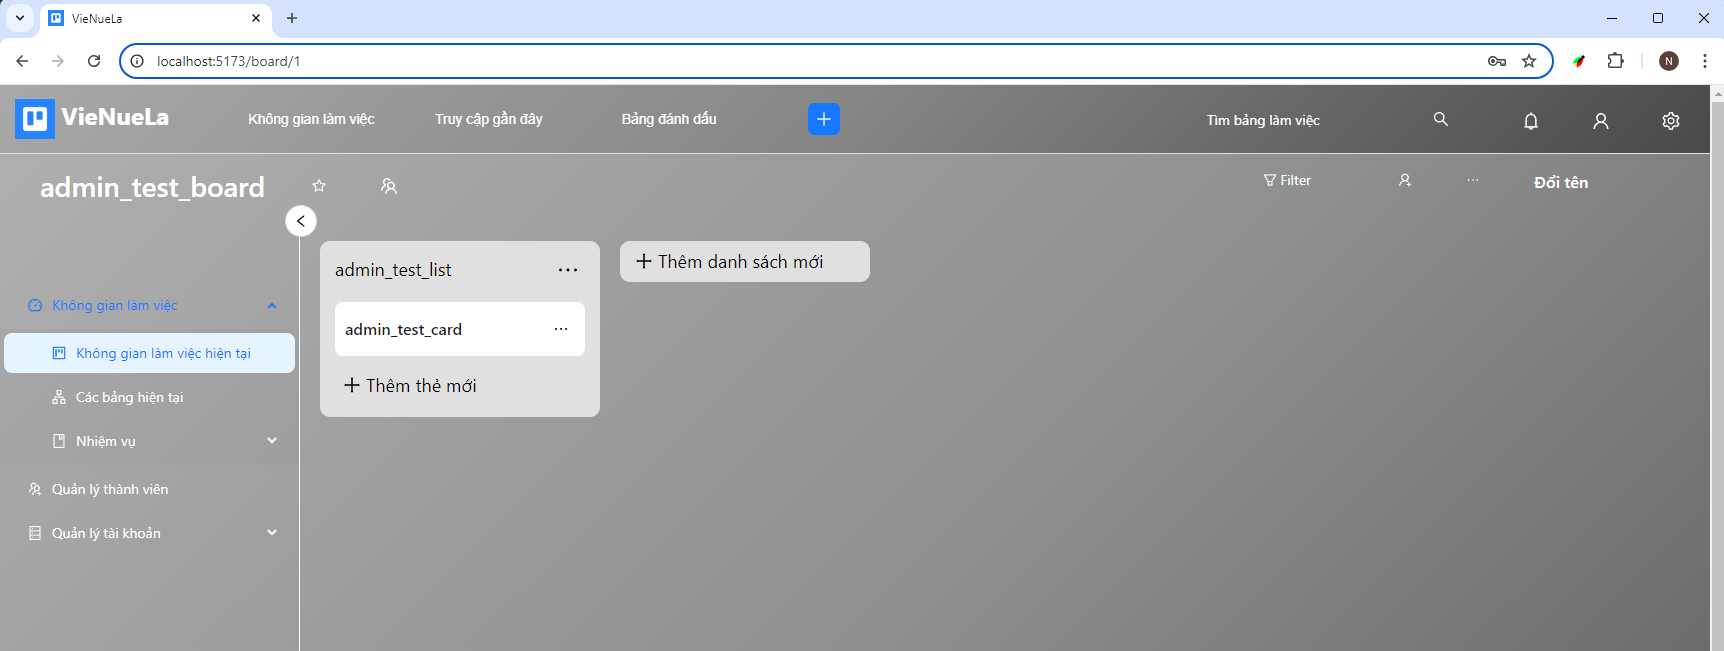 VieNueLa
localhost:5173/board/1
N
VieNueLa
Không gian làm việc
Truy cập gần đây
Bảng đánh dấu
Tìm bảng làm việc
admin_test_board
Filter
Đổi tên
Không gian làm việc
Không gian làm việc hiện tại
Các bảng hiện tại
Nhiệm vụ
Quản lý thành viên
Quản lý tài khoản
admin_test_list
admin_test_card
Thêm thẻ mới
Thêm danh sách mới